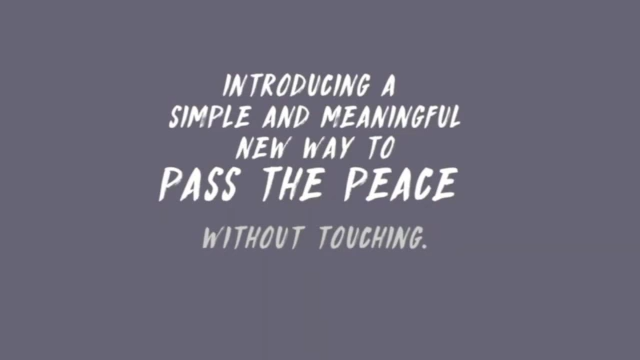 INTRODUCING A
SIMPLE AND MEANINGFUL
NEW WAY TO
PASS THE PEACE
WITHOUT TOUCHING.